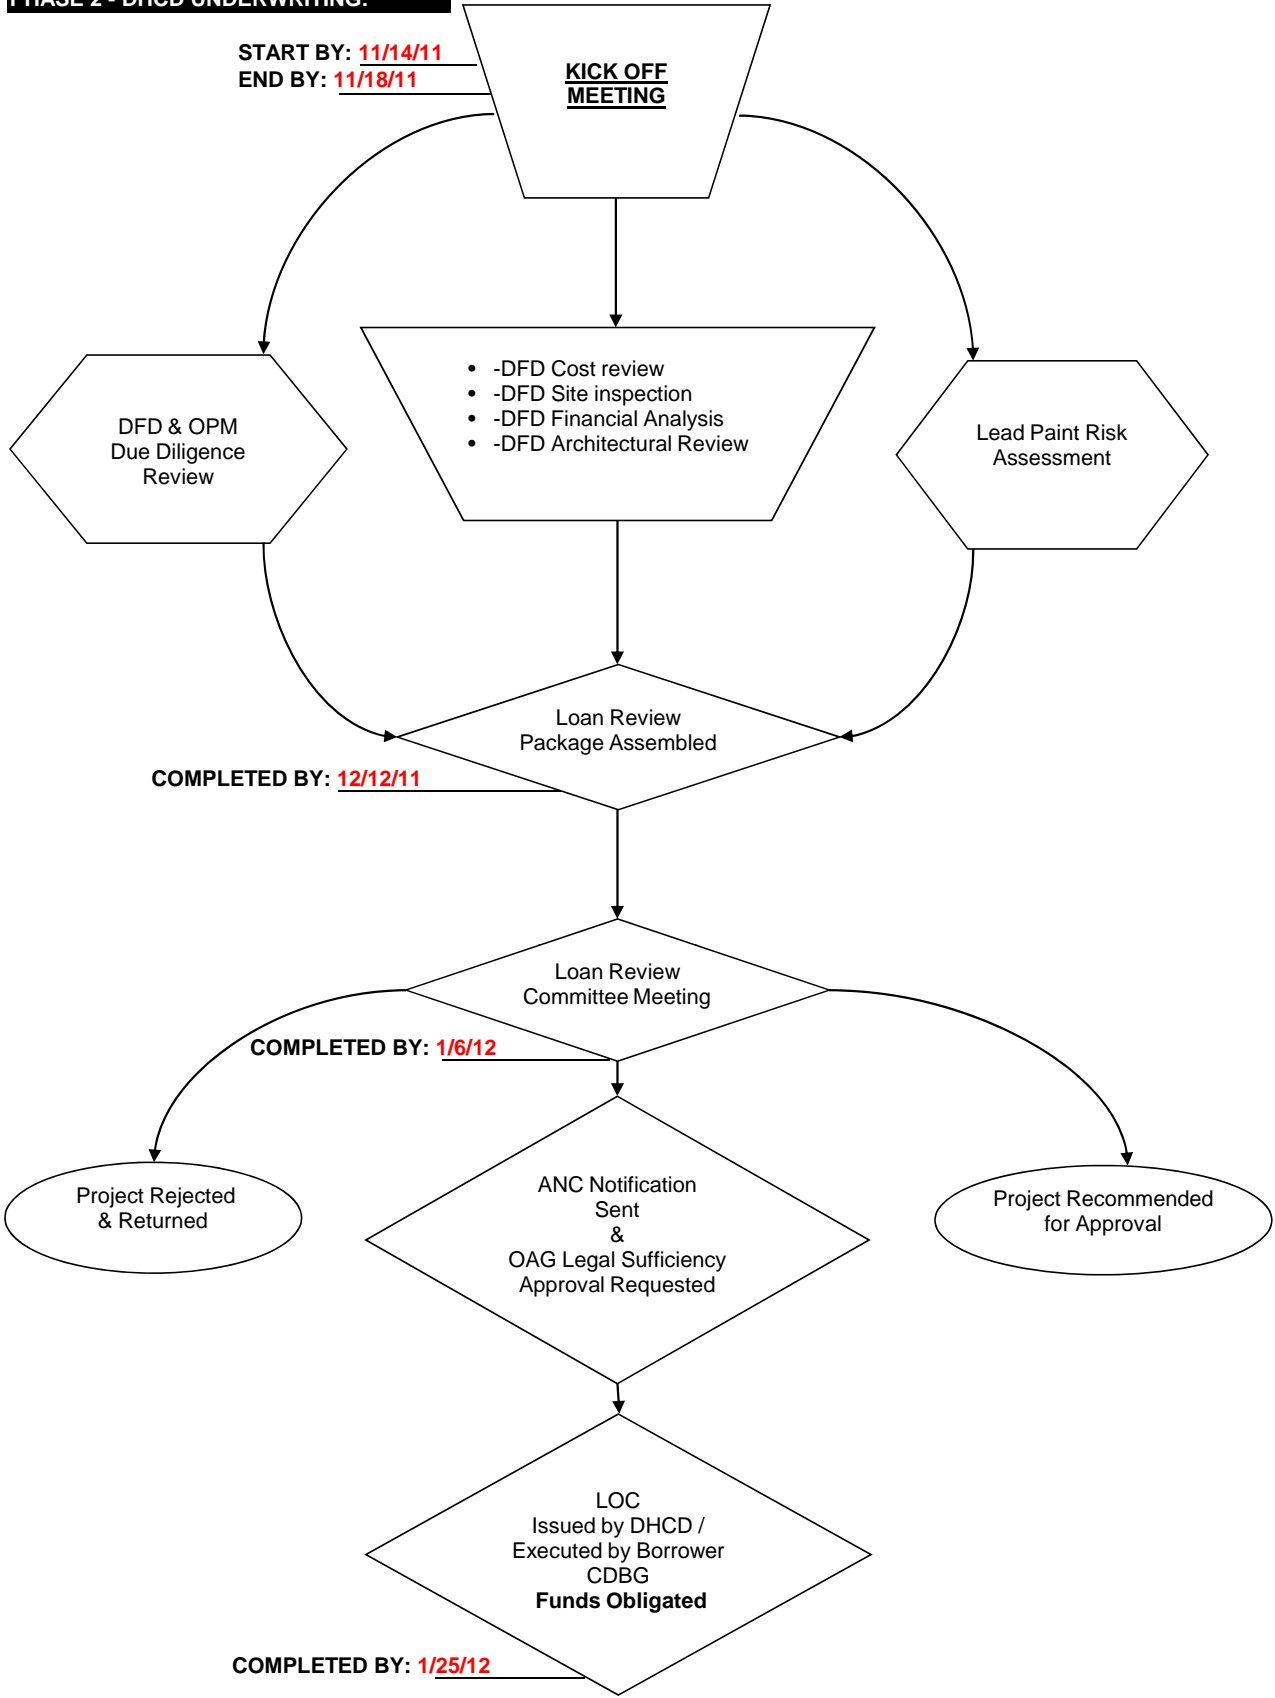 PHASE 2 - DHCD UNDERWRITING:
START BY: 11/14/11
END BY: 11/18/11
KICK OFF
MEETING
DFD & OPM
Due Diligence
Review
• -DFD Cost review
• -DFD Site inspection
• -DFD Financial Analysis
• -DFD Architectural Review
Lead Paint Risk
Assessment
Loan Review
Package Assembled
COMPLETED BY: 12/12/11
Loan Review
Committee Meeting
COMPLETED BY: 1/6/12
Project Rejected
& Returned
ANC Notification
Sent
&
OAG Legal Sufficiency
Approval Requested
Project Recommended
for Approval
LOC
Issued by DHCD /
Executed by Borrower
CDBG
Funds Obligated
COMPLETED BY: 1/25/12